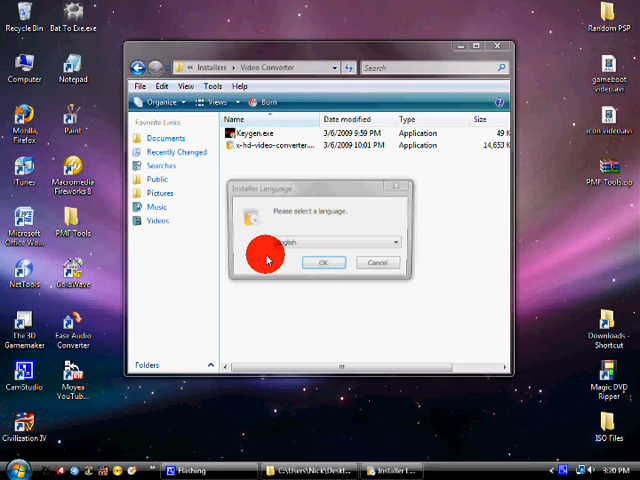 Recycle Bin
Bat To Exe.exe
Random PSP
Computer
Notepad
gameboot
video.avi
Mozilla
Firefox
Paint
icon video.avi
iTunes
Macromedia
Fireworks 8
PMF Tools.zip
Microsoft
Office Wo...
PMF Tools
NetTools
GoldWave
The 3D
Gamemaker
Ease Audio
Converter
Downloads -
Shortcut
CamStudio
Moyea
YouTub...
Magic DVD
Ripper
Civilization IV
ISO Files
« Installers › Video Converter
Search
File Edit View Tools Help
Organize Views Burn
Favorite Links
Documents
Recently Changed
Searches
Public
Pictures
Music
Videos
Folders
Name Date modified Type Size
Keygen.exe 3/6/2009 9:59 PM Application 49 K
x-hd-video-converter.... 3/6/2009 10:01 PM Application 14,653 K
Installer Language
Please select a language.
English
OK Cancel
Flashing
C:\Users\Nick\Deskt...
Installer L...
3:20 PM